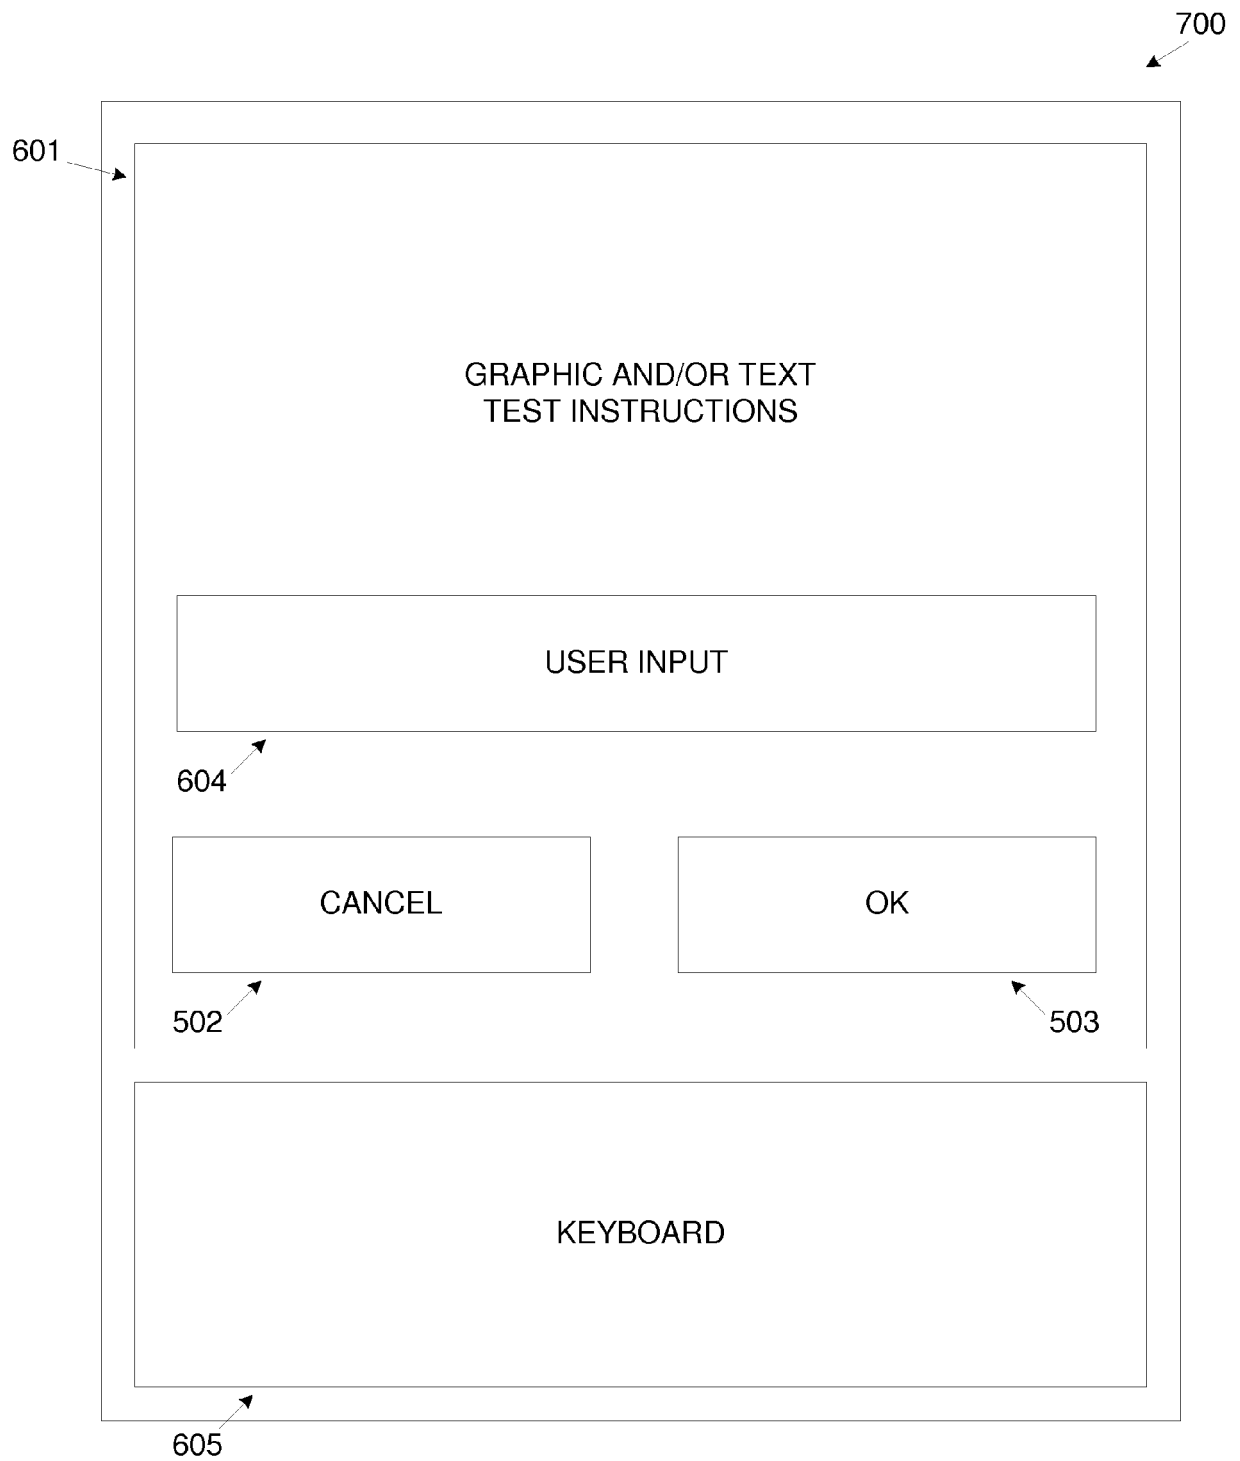 700
601
GRAPHIC AND/OR TEXT
TEST INSTRUCTIONS
USER INPUT
604
CANCEL
OK
502
503
KEYBOARD
605